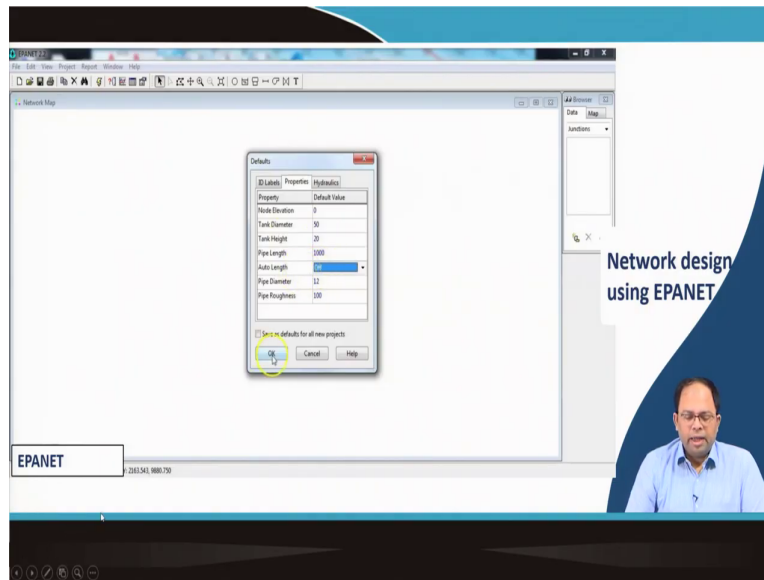 EPANET 2.2
File Edit View Project Report Window Help
T
Network Map
Browser
Data Map
Junctions
Defaults
ID Labels Properties Hydraulics
Property Default Value
Node Elevation 0
Tank Diameter 50
Tank Height 20
Pipe Length 1000
Auto Length Off
Pipe Diameter 12
Pipe Roughness 100
Save as defaults for all new projects
OK Cancel Help
Network design
using EPANET
EPANET
2163.543, 9880.750